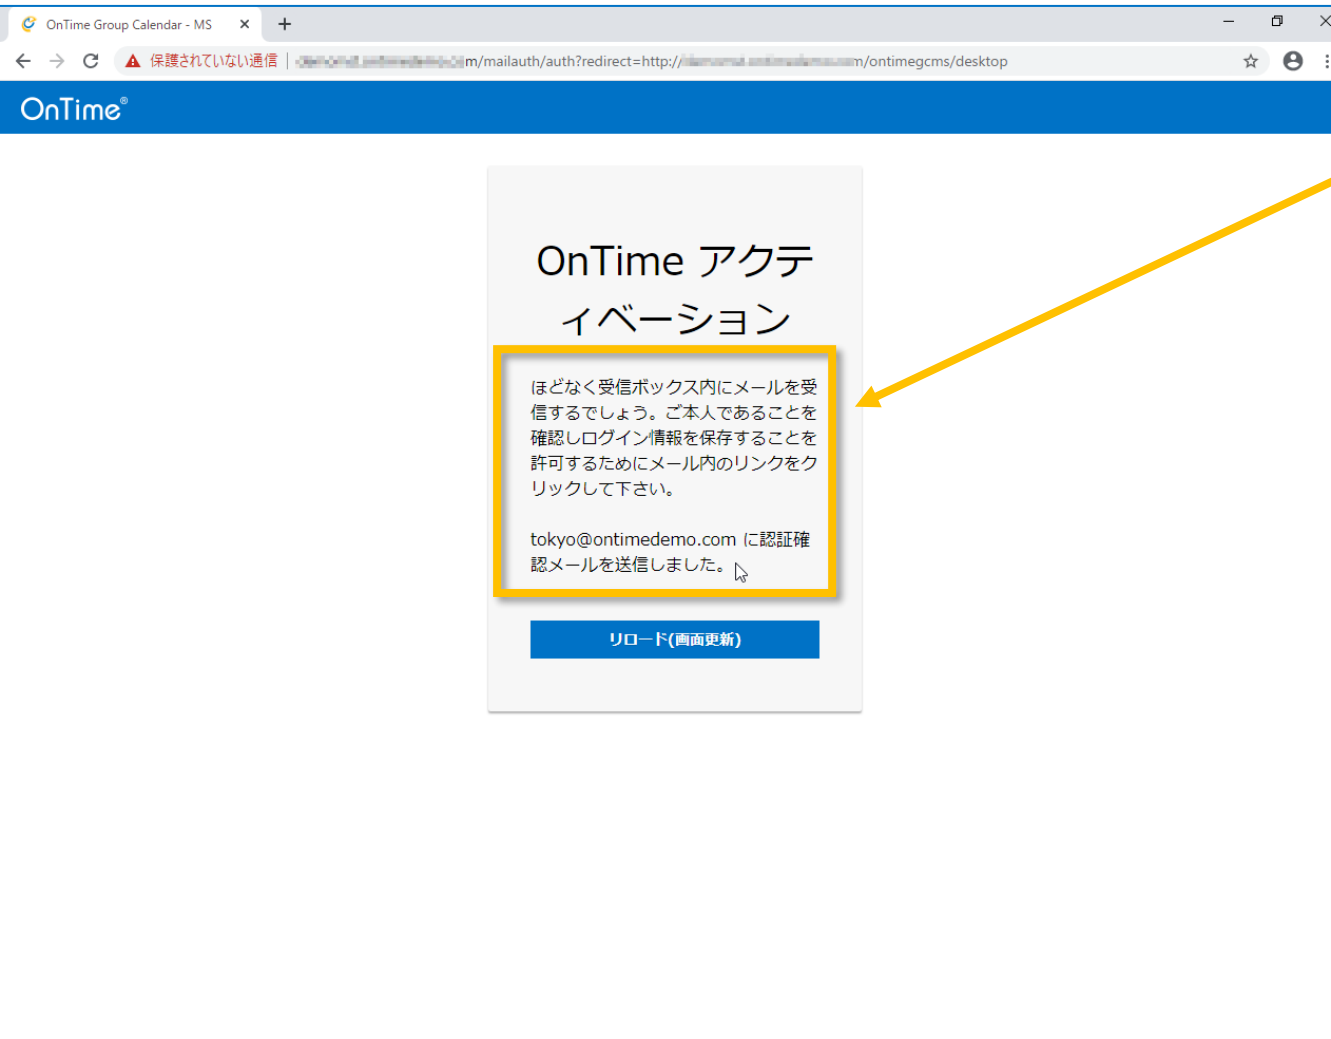 OnTime Group Calendar - MS
保護されていない通信 m/mailauth/auth?redirect=http:// m/ontimegcms/desktop
OnTime®
OnTime アクテ
ィベーション
ほどなく受信ボックス内にメールを受
信するでしょう。ご本人であることを
確認しログイン情報を保存することを
許可するためにメール内のリンクをク
リックして下さい。
tokyo@ontimedemo.com に認証確
認メールを送信しました。
リロード(画面更新)